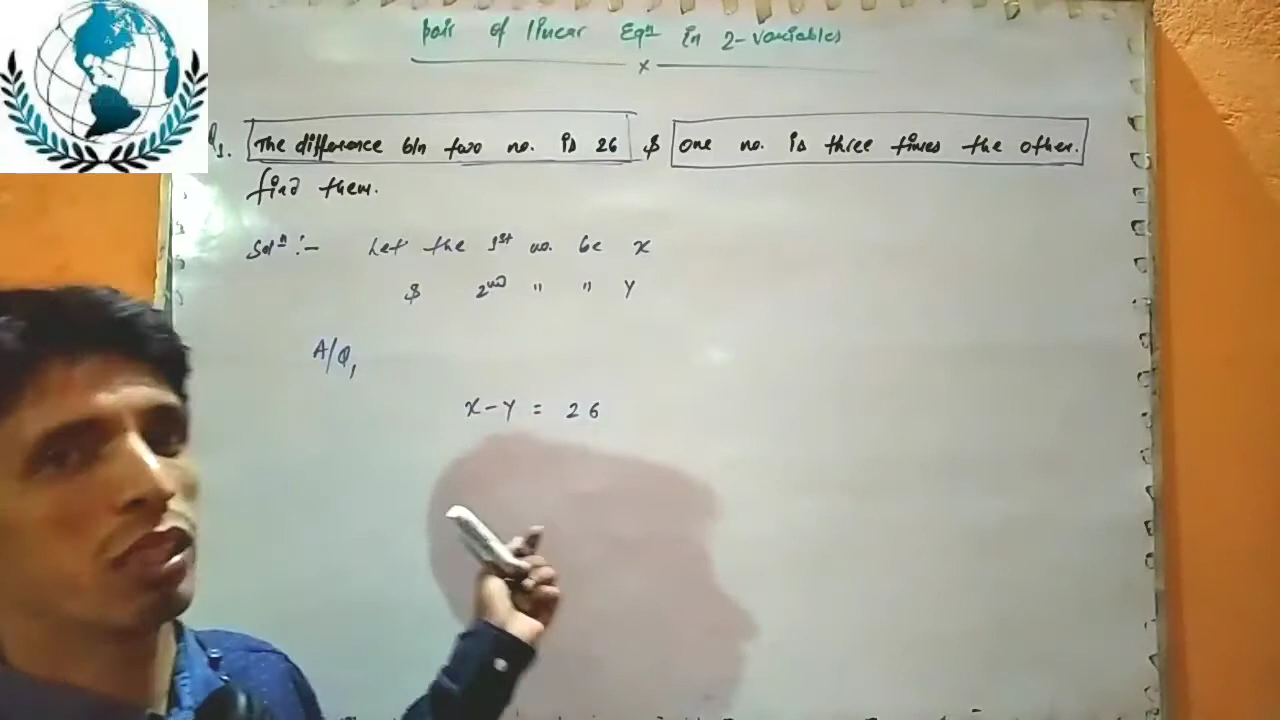 pair of linear Eqn in 2-variables
x
Q1. The difference b/n two no. is 26 & one no. is three times the other.
find them.
Soln :- Let the 1st no. be x
& 2nd " " y
A/Q,
x-y = 26